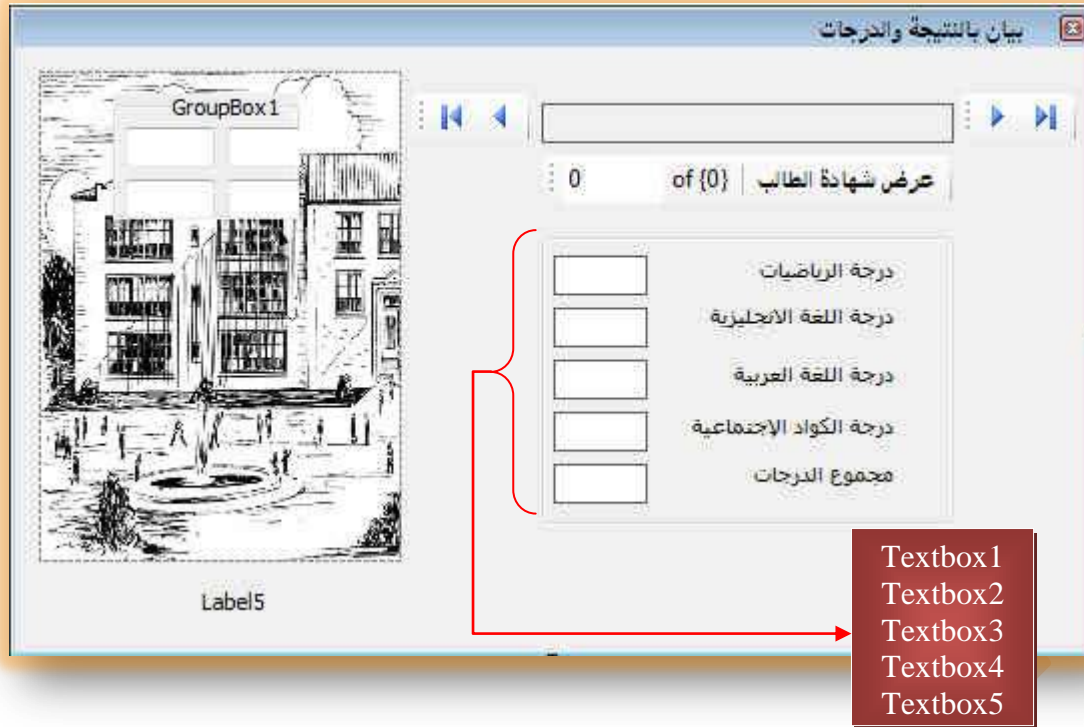 بيان بالنتيجة والدرجات
GroupBox1
عرض شهادة الطالب of {0} 0
درجة الرياضيات
درجة اللغة الانجليزية
درجة اللغة العربية
درجة الكواد الإجتماعية
مجموع الدرجات
Label5
Textbox1
Textbox2
Textbox3
Textbox4
Textbox5